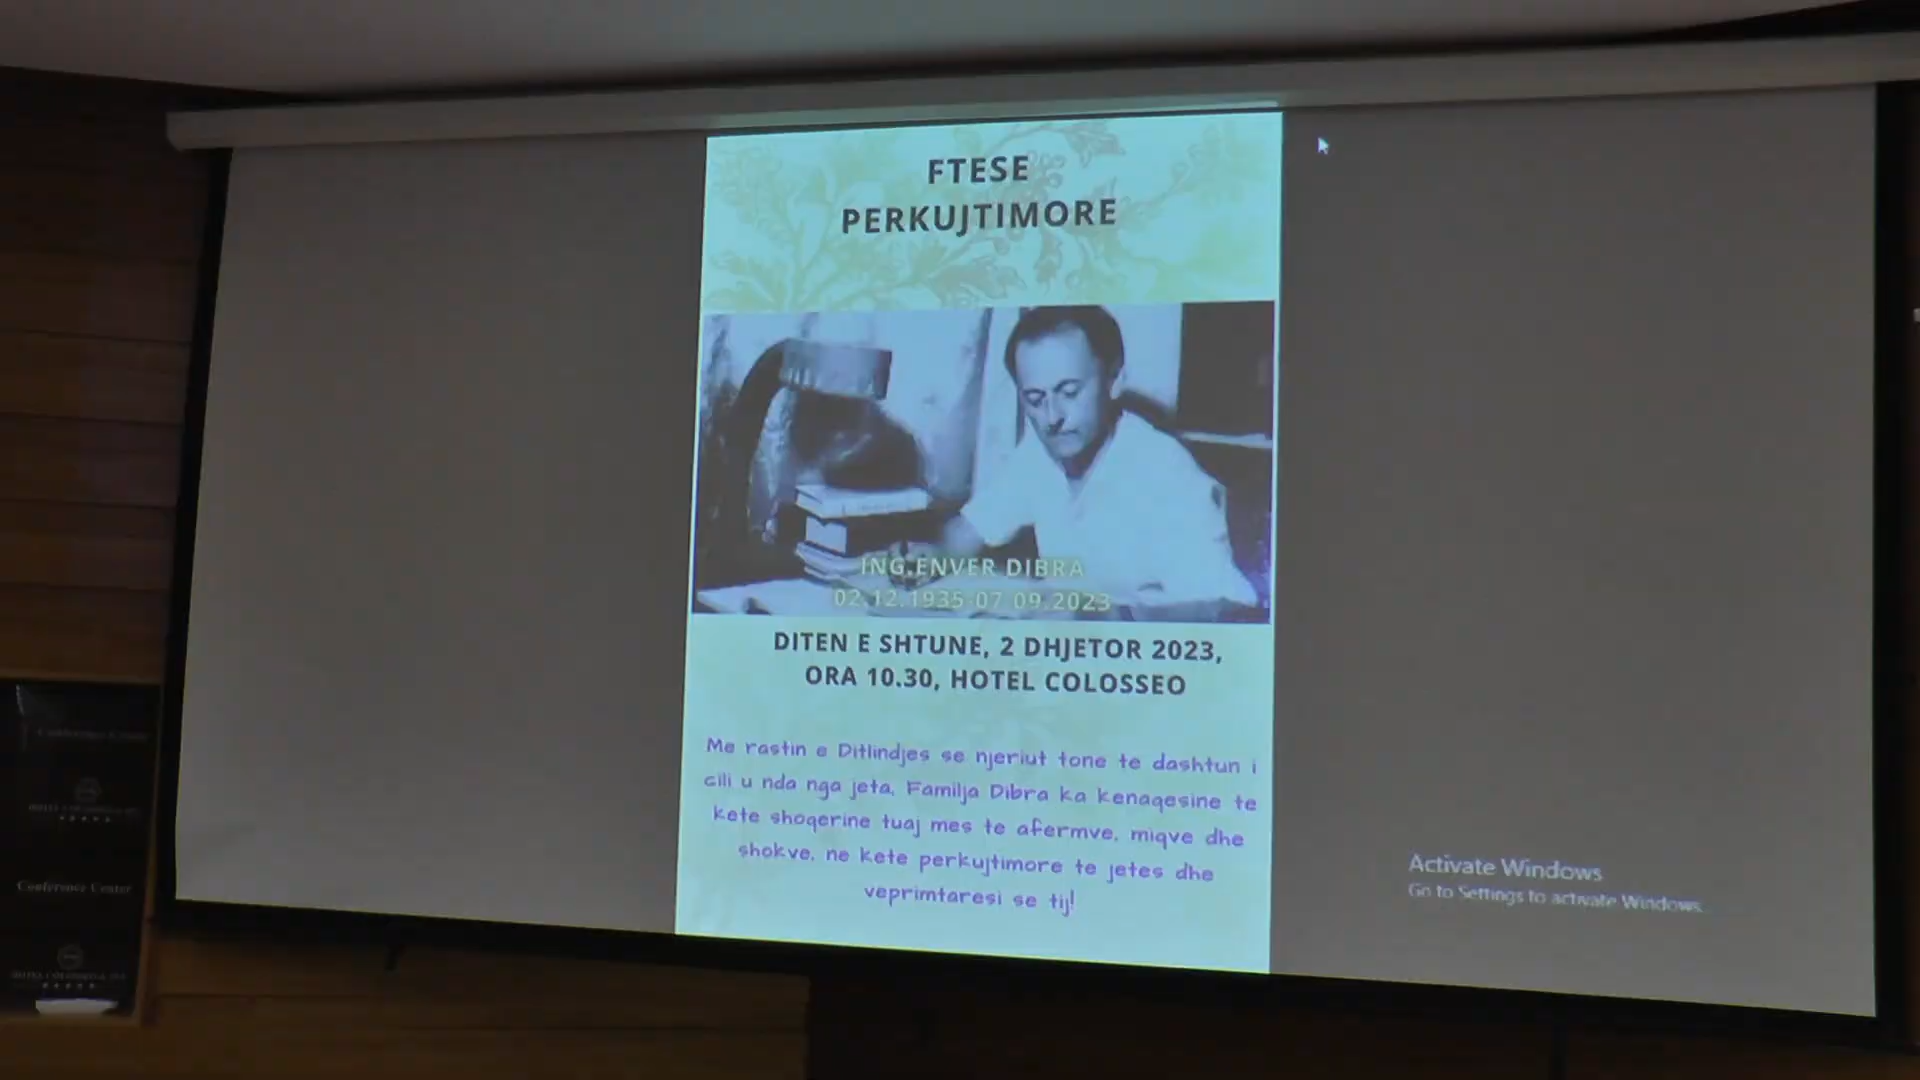 FTESE
PERKUJTIMORE
ING.ENVER DIBRA
02.12.1935-07.09.2023
DITEN E SHTUNE, 2 DHJETOR 2023,
ORA 10.30, HOTEL COLOSSEO
Me rastin e Ditlindjes se njeriut tone te dashtun i
cili u nda nga jeta, Familja Dibra ka kenaqesine te
kete shoqerine tuaj mes te afermve, miqve dhe
shokve, ne kete perkujtimore te jetes dhe
veprimtaresi se tij!
Activate Windows
Go to Settings to activate Windows.
Conference Center
Conference Center